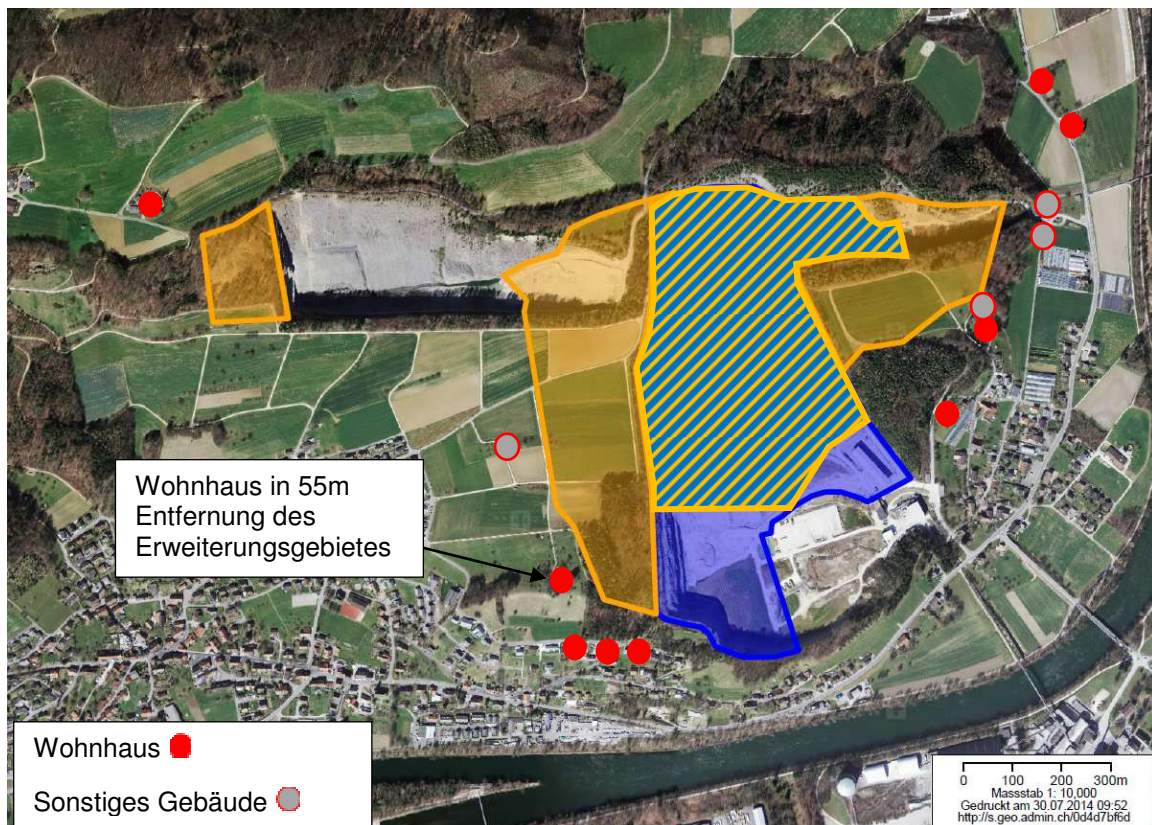 Wohnhaus in 55m
Entfernung des
Erweiterungsgebietes
Wohnhaus
Sonstiges Gebäude
0 100 200 300m
Massstab 1: 10,000
Gedruckt am 30.07.2014 09:52
http://s.geo.admin.ch/0d4d7bf6d